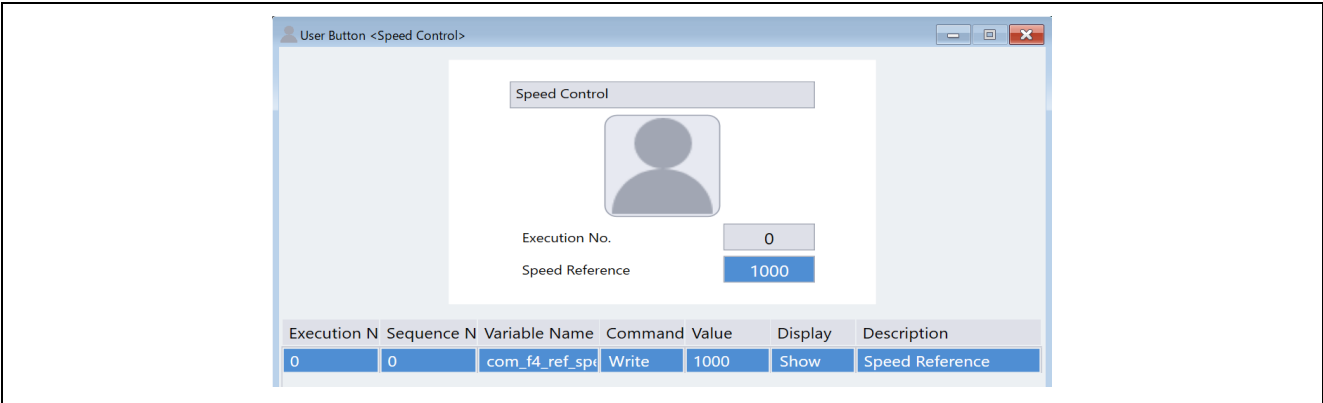 User Button <Speed Control>
Speed Control
Execution No. 0
Speed Reference 1000
Execution N Sequence N Variable Name Command Value Display Description
0 0 com_f4_ref_spe Write 1000 Show Speed Reference